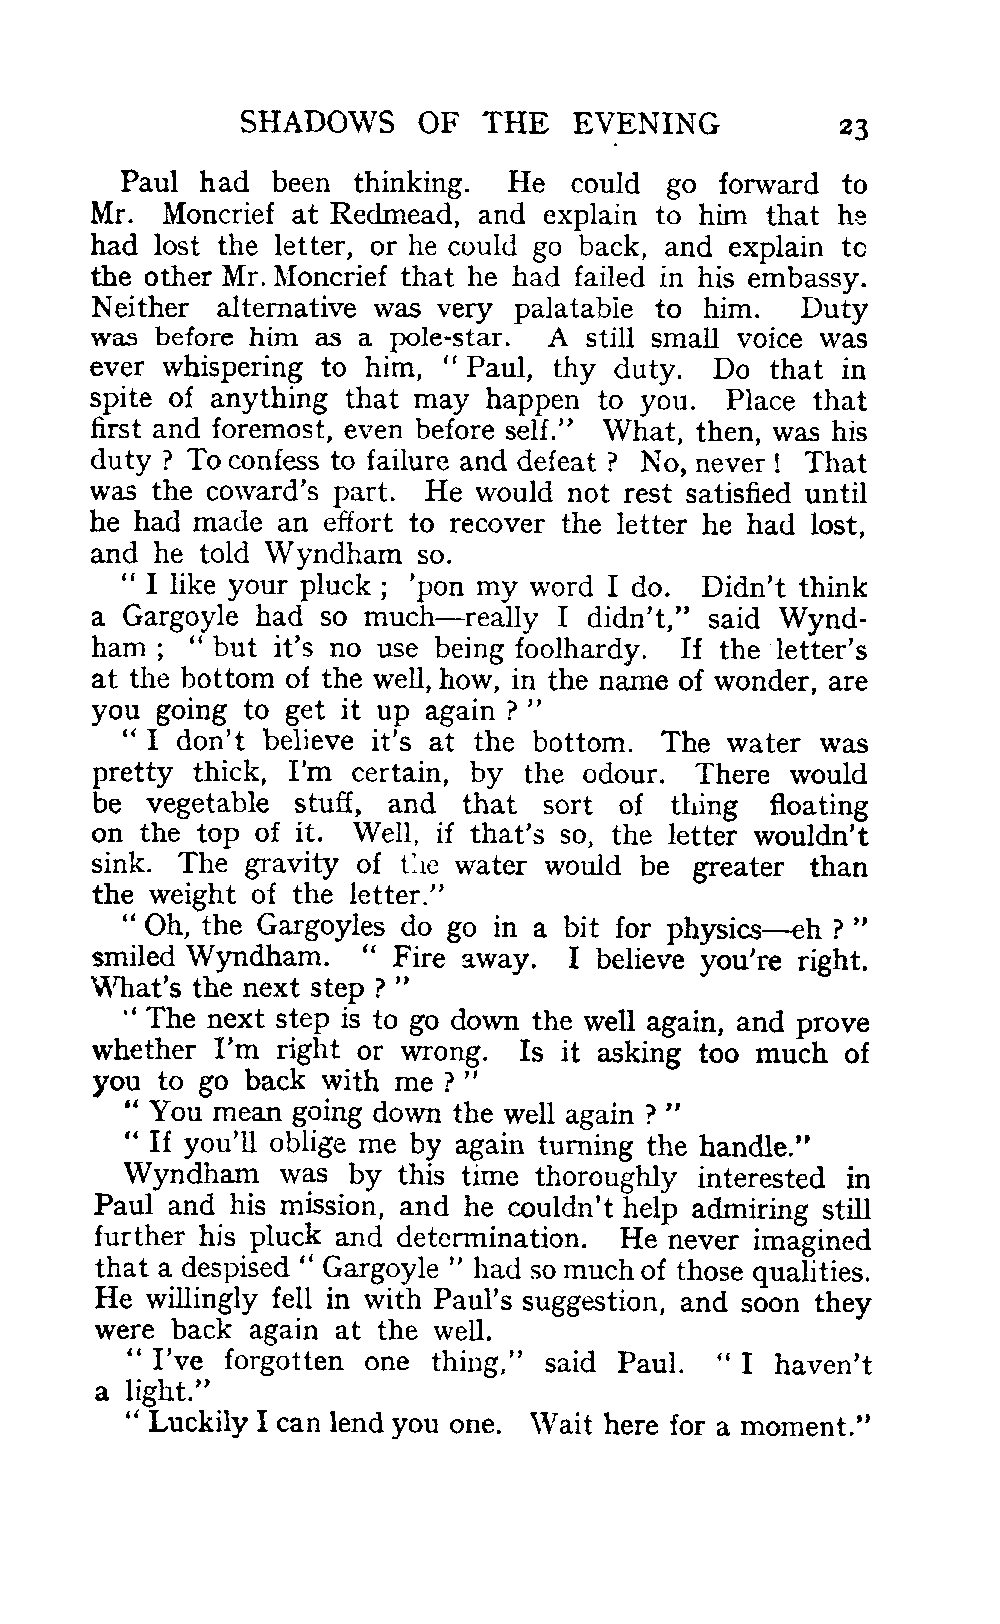 SHADOWS OF THE EVENING 23
Paul had been thinking. He could go forward to
Mr. Moncrief at Redmead, and explain to him that he
had lost the letter, or he could go back, and explain to
the other Mr. Moncrief that he had failed in his embassy.
Neither alternative was very palatable to him. Duty
was before him as a pole-star. A still small voice was
ever whispering to him, " Paul, thy duty. Do that in
spite of anything that may happen to you. Place that
first and foremost, even before self." What, then, was his
duty ? To confess to failure and defeat ? No, never ! That
was the coward's part. He would not rest satisfied until
he had made an effort to recover the letter he had lost,
and he told Wyndham so.
" I like your pluck ; 'pon my word I do. Didn't think
a Gargoyle had so much—really I didn't," said Wynd-
ham ; " but it's no use being foolhardy. If the letter's
at the bottom of the well, how, in the name of wonder, are
you going to get it up again ? "
" I don't believe it's at the bottom. The water was
pretty thick, I'm certain, by the odour. There would
be vegetable stuff, and that sort of thing floating
on the top of it. Well, if that's so, the letter wouldn't
sink. The gravity of the water would be greater than
the weight of the letter."
" Oh, the Gargoyles do go in a bit for physics—eh ? "
smiled Wyndham. " Fire away. I believe you're right.
What's the next step ? "
" The next step is to go down the well again, and prove
whether I'm right or wrong. Is it asking too much of
you to go back with me ? "
" You mean going down the well again ? "
" If you'll oblige me by again turning the handle."
Wyndham was by this time thoroughly interested in
Paul and his mission, and he couldn't help admiring still
further his pluck and determination. He never imagined
that a despised " Gargoyle " had so much of those qualities.
He willingly fell in with Paul's suggestion, and soon they
were back again at the well.
" I've forgotten one thing," said Paul. " I haven't
a light."
" Luckily I can lend you one. Wait here for a moment."